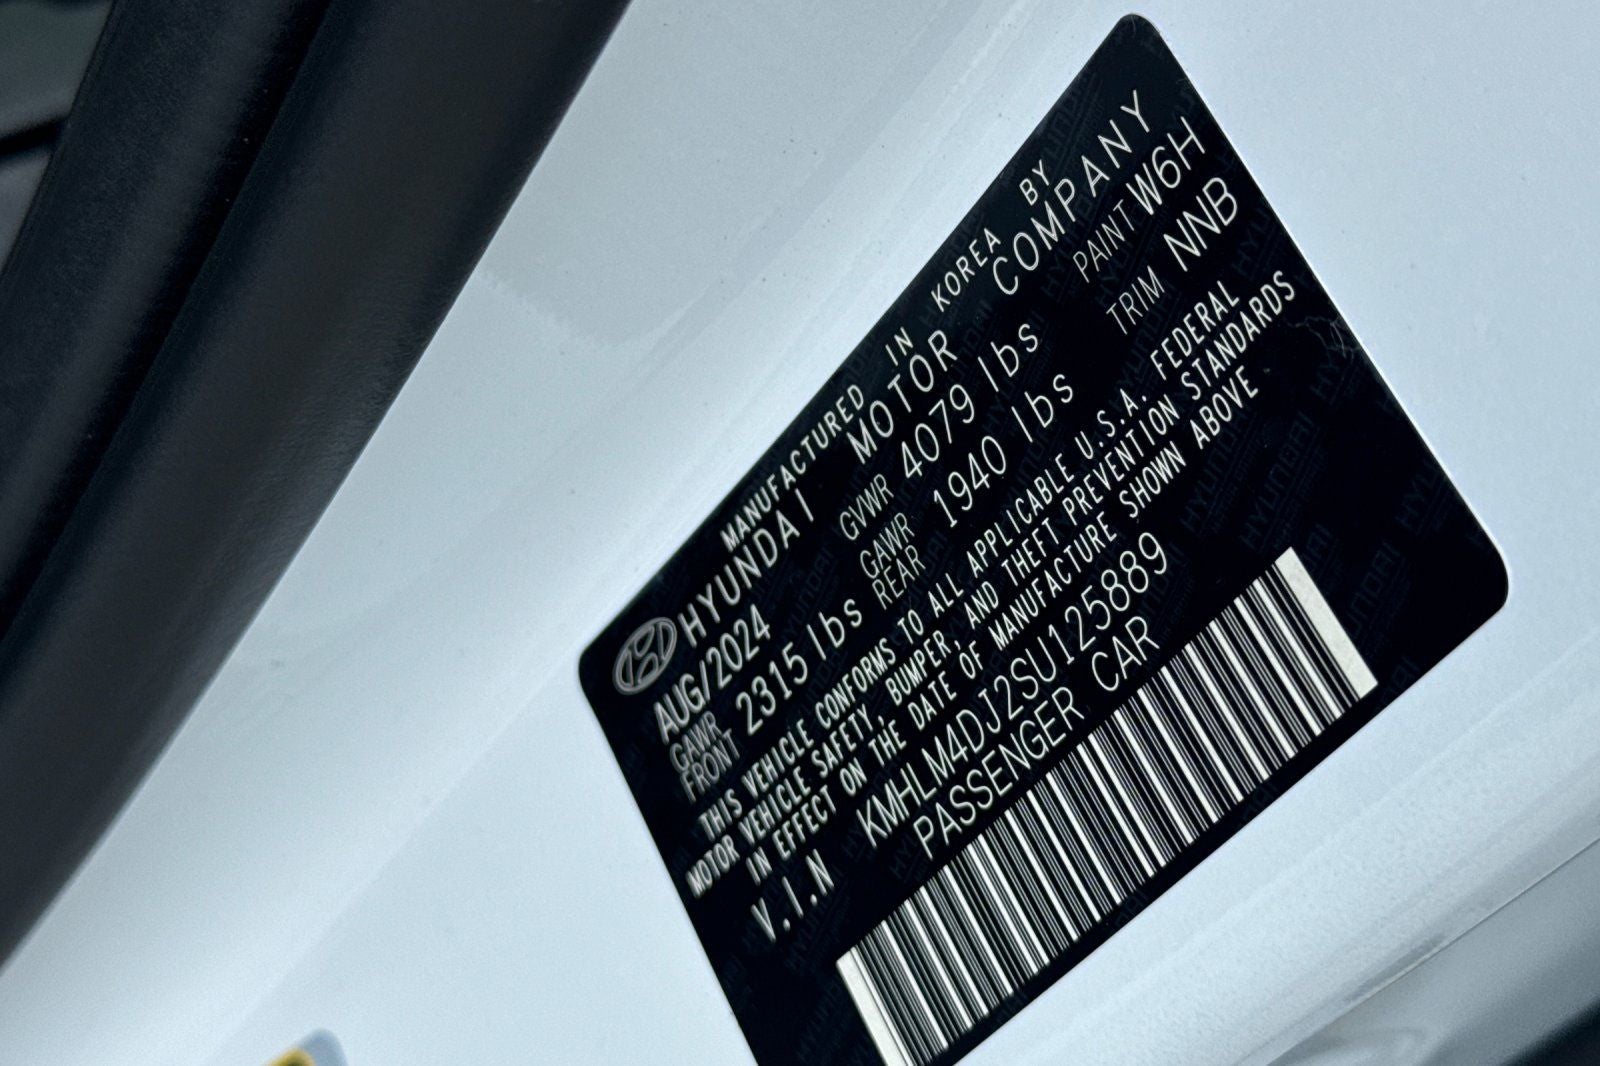 MANUFACTURED IN KOREA BY
HYUNDAI MOTOR COMPANY
AUG/2024 GVWR 4079 lbs PAINT W6H
GAWR FRONT 2315 lbs GAWR REAR 1940 lbs TRIM NNB
THIS VEHICLE CONFORMS TO ALL APPLICABLE U.S.A. FEDERAL
MOTOR VEHICLE SAFETY, BUMPER, AND THEFT PREVENTION STANDARDS
IN EFFECT ON THE DATE OF MANUFACTURE SHOWN ABOVE
V.I.N KMHLM4DJ2SU125889
PASSENGER CAR